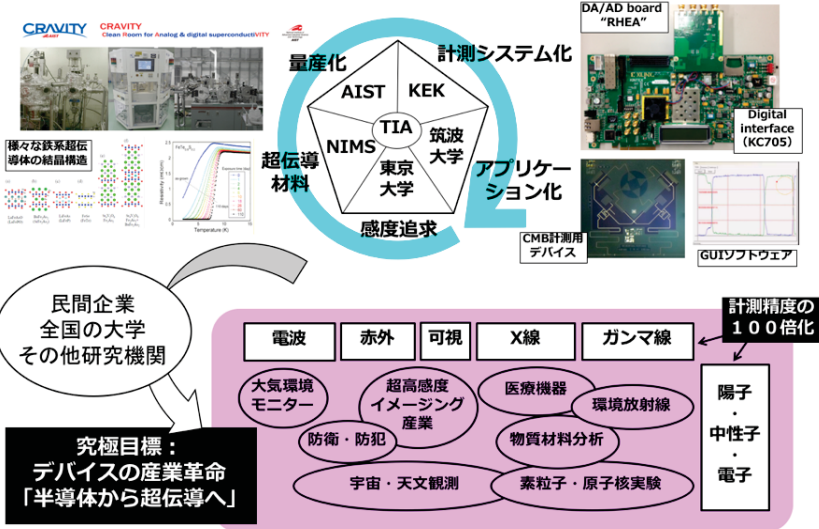 CRAVITY
AIST
CRAVITY
Clean Room for Analog & digital superconductiVITY
量産化
計測システム化
AIST
KEK
TIA
NIMS
筑波
大学
東京
大学
超伝導
材料
アプリケー
ション化
感度追求
DA/AD board
“RHEA”
Digital
interface
(KC705)
様々な鉄系超伝
導体の結晶構造
Temperature (K)
CMB計測用
デバイス
GUIソフトウェア
民間企業
全国の大学
その他研究機関
計測精度の
100倍化
電波
赤外
可視
X線
ガンマ線
大気環境
モニター
超高感度
イメージング
産業
医療機器
環境放射線
防衛・防犯
物質材料分析
宇宙・天文観測
素粒子・原子核実験
陽子
・
中性子
・
電子
究極目標：
デバイスの産業革命
「半導体から超伝導へ」